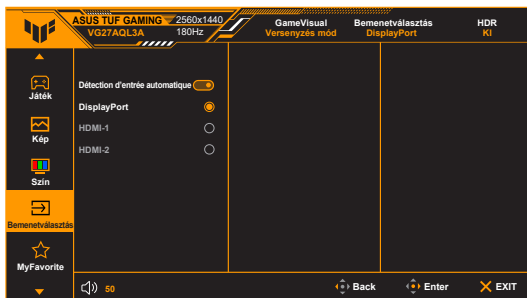 ASUS TUF GAMING 2560x1440
VG27AQL3A 180Hz
GameVisual
Versenyzés mód
Bemenetválasztás
DisplayPort
HDR
KI
Játék
Kép
Szín
Bemenetválasztás
MyFavorite
Détection d'entrée automatique
DisplayPort
HDMI-1
HDMI-2
50
Back
Enter
EXIT